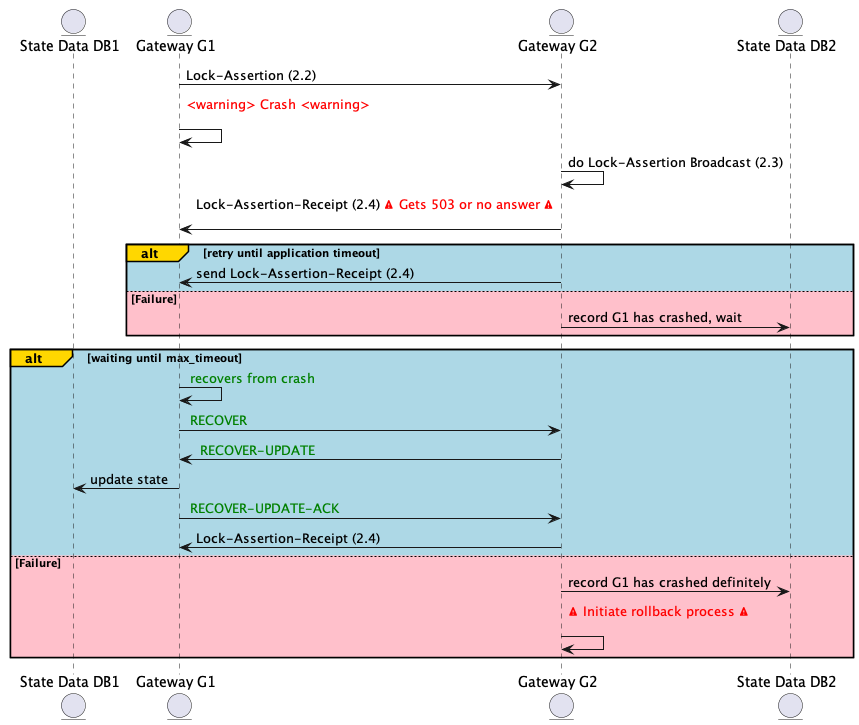 State Data DB1 Gateway G1 Gateway G2 State Data DB2
Lock-Assertion (2.2)
<warning> Crash <warning>
do Lock-Assertion Broadcast (2.3)
Lock-Assertion-Receipt (2.4) ⚠ Gets 503 or no answer ⚠
alt [retry until application timeout]
send Lock-Assertion-Receipt (2.4)
[Failure]
record G1 has crashed, wait
alt [waiting until max_timeout]
recovers from crash
RECOVER
RECOVER-UPDATE
update state
RECOVER-UPDATE-ACK
Lock-Assertion-Receipt (2.4)
[Failure]
record G1 has crashed definitely
⚠ Initiate rollback process ⚠
State Data DB1 Gateway G1 Gateway G2 State Data DB2